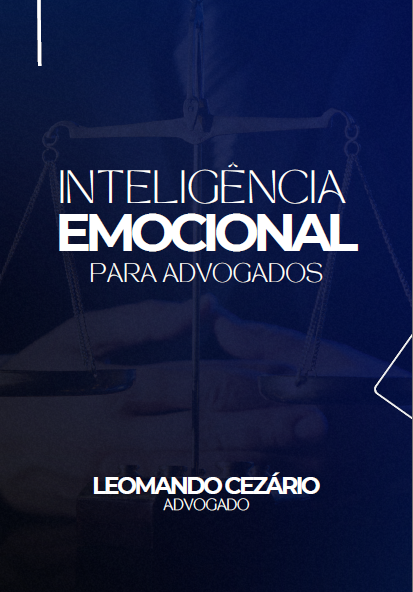 INTELIGÊNCIA
EMOCIONAL
PARA ADVOGADOS
LEOMANDO CEZÁRIO
ADVOGADO